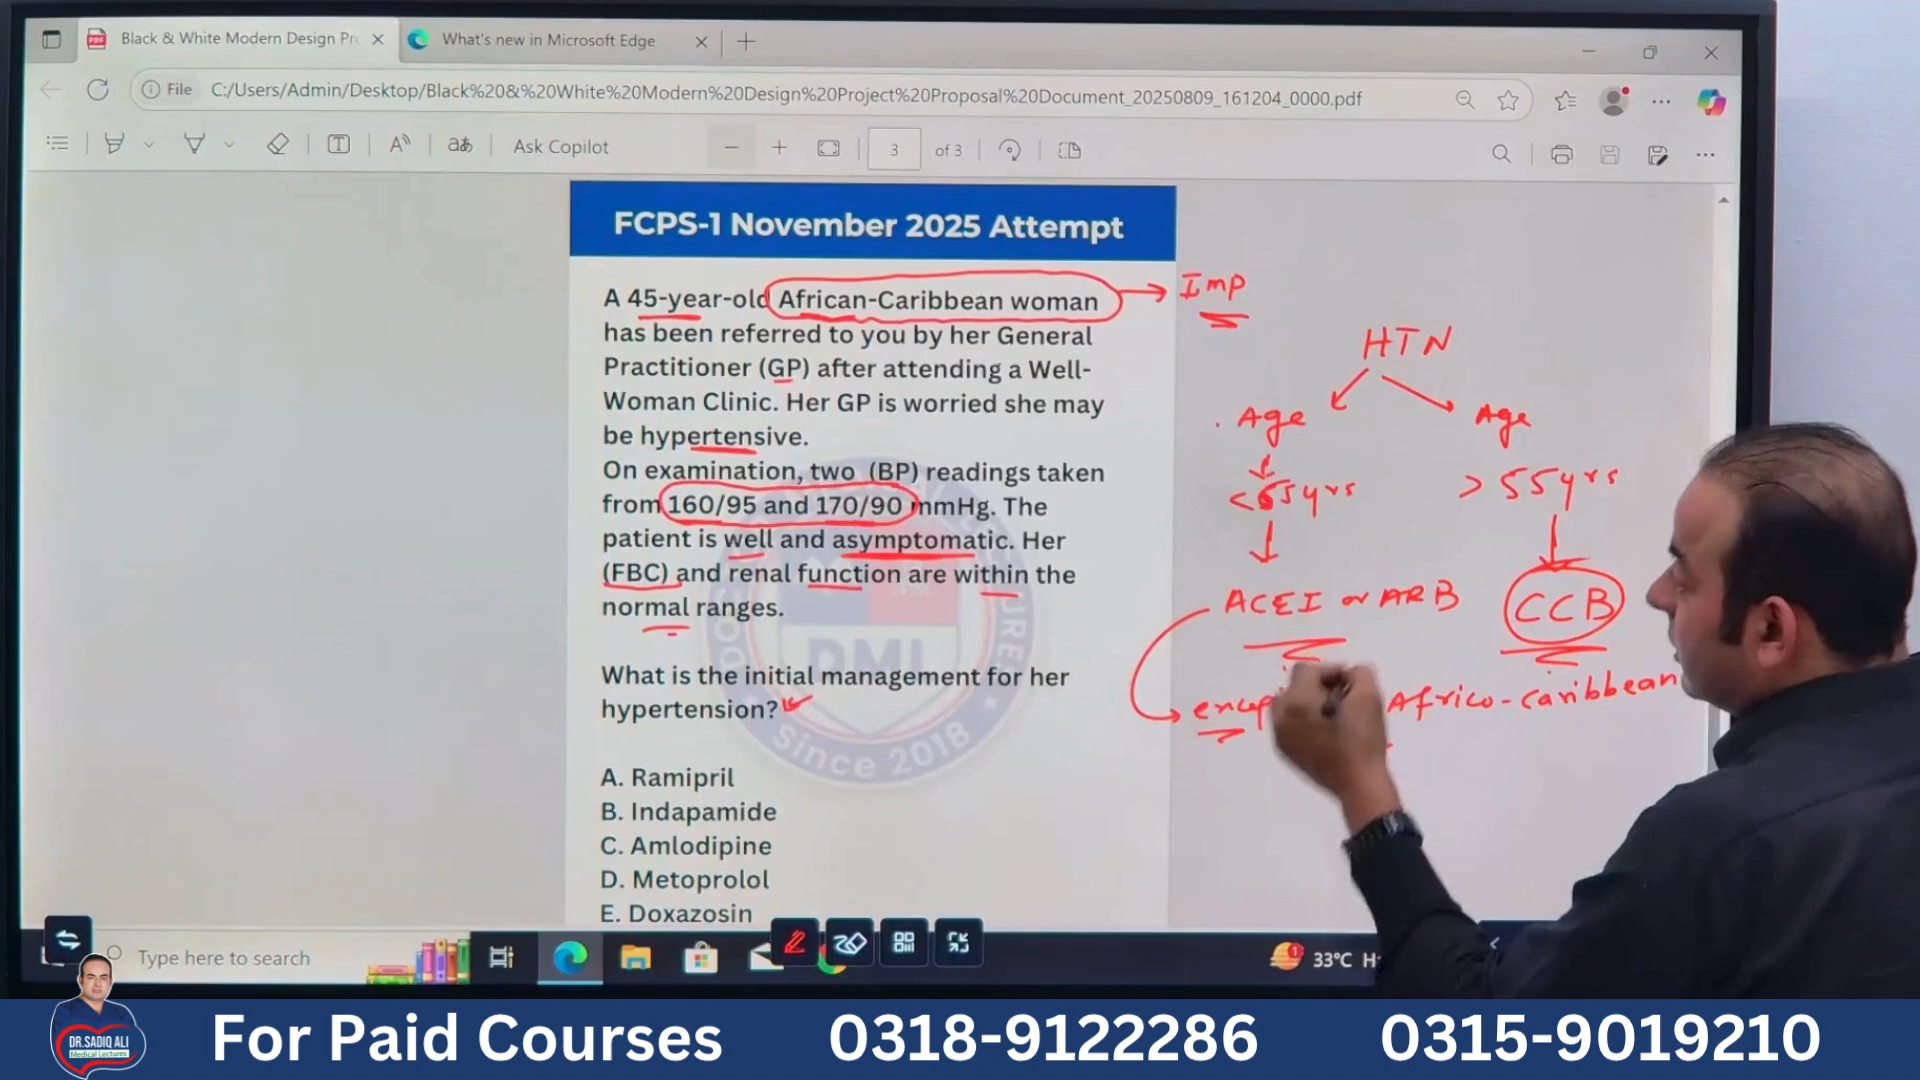 Black & White Modern Design Pr
What's new in Microsoft Edge
File
C:/Users/Admin/Desktop/Black%20&%20White%20Modern%20Design%20Project%20Proposal%20Document_20250809_161204_0000.pdf
Ask Copilot
3 of 3
FCPS-1 November 2025 Attempt
A 45-year-old African-Caribbean woman
has been referred to you by her General
Practitioner (GP) after attending a Well-
Woman Clinic. Her GP is worried she may
be hypertensive.
On examination, two (BP) readings taken
from 160/95 and 170/90 mmHg. The
patient is well and asymptomatic. Her
(FBC) and renal function are within the
normal ranges.
What is the initial management for her
hypertension?
A. Ramipril
B. Indapamide
C. Amlodipine
D. Metoprolol
E. Doxazosin
Imp
HTN
Age
Age
<55yrs
>55yrs
ACEI or ARB
CCB
Africo-caribbean
Since 2018
Type here to search
33°C
DR.SADIQ ALI
Medical Lectures
For Paid Courses 0318-9122286 0315-9019210